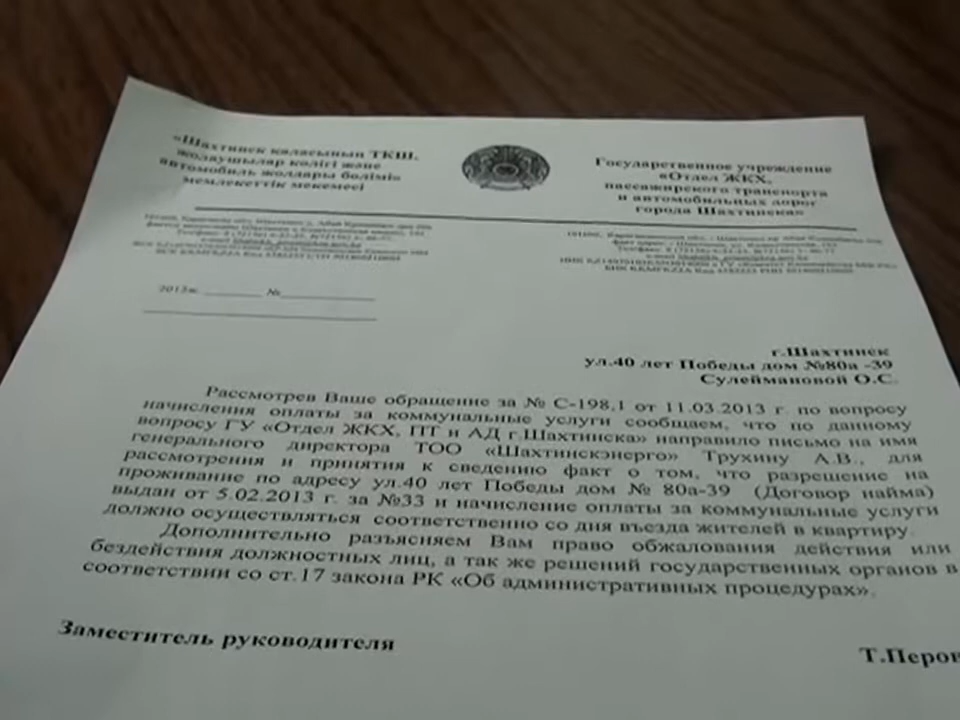 «Шахтинск қаласының ТКШ,
жолаушылар көлігі және
автомобиль жолдары бөлімі»
мемлекеттік мекемесі
Государственное учреждение
«Отдел ЖКХ,
пассажирского транспорта
и автомобильных дорог
города Шахтинска»
2013г. __________ №______________
г.Шахтинск
ул.40 лет Победы дом №80а -39
Сулеймановой О.С.
Рассмотрев Ваше обращение за № С-198,1 от 11.03.2013 г. по вопросу
начисления оплаты за коммунальные услуги сообщаем, что по данному
вопросу ГУ «Отдел ЖКХ, ПТ и АД г.Шахтинска» направило письмо на имя
генерального директора ТОО «Шахтинскэнерго» Трухину А.В., для
рассмотрения и принятия к сведению факт о том, что разрешение на
проживание по адресу ул.40 лет Победы дом № 80а-39 (Договор найма)
выдан от 5.02.2013 г. за №33 и начисление оплаты за коммунальные услуги
должно осуществляться соответственно со дня въезда жителей в квартиру.
Дополнительно разъясняем Вам право обжалования действия или
бездействия должностных лиц, а так же решений государственных органов в
соответствии со ст.17 закона РК «Об административных процедурах».
Заместитель руководителя
Т.Перов